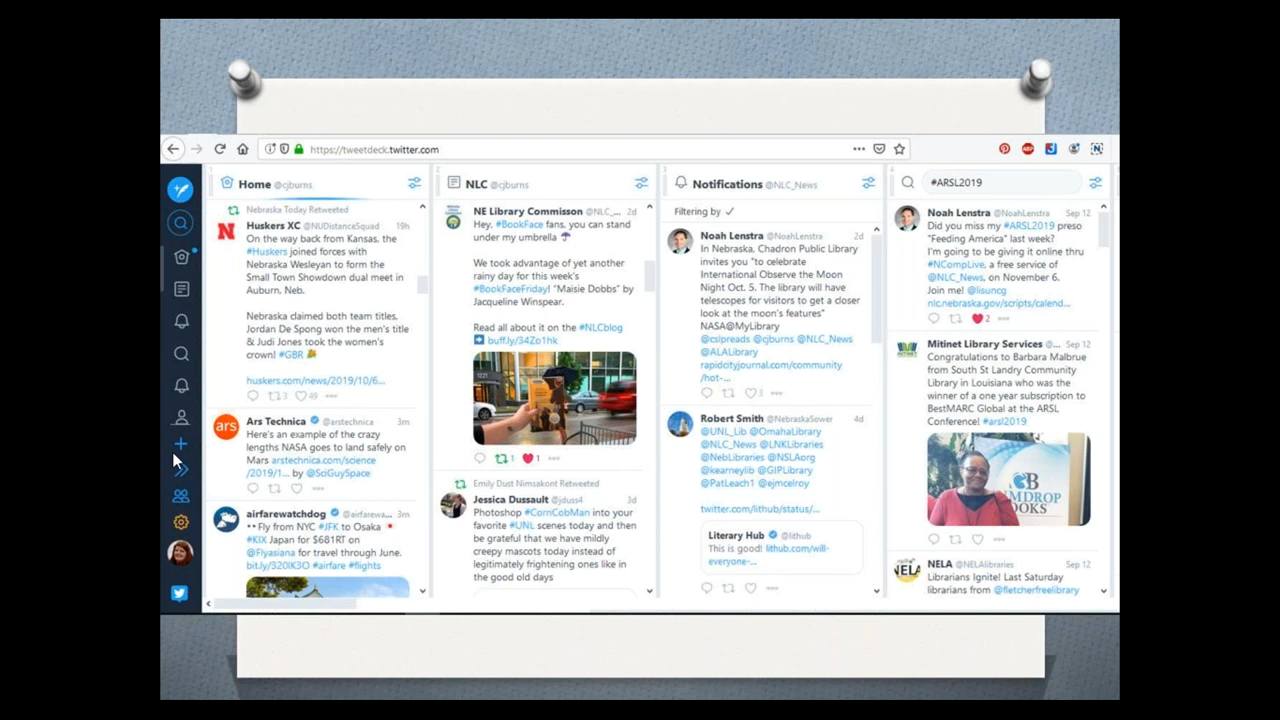 https://tweetdeck.twitter.com
Home @cjburns
Nebraska Today Retweeted
Huskers XC @NUDistanceSquad 19h
On the way back from Kansas, the
#Huskers joined forces with
Nebraska Wesleyan to form the
Small Town Showdown dual meet in
Auburn, Neb.
Nebraska claimed both team titles,
Jordan De Spong won the men's title
& Judi Jones took the women's
crown! #GBR 🌽
huskers.com/news/2019/10/6...
3 49
ars
Ars Technica @arstechnica 3m
Here's an example of the crazy
lengths NASA goes to land safely on
Mars arstechnica.com/science
/2019/1... by @SciGuySpace
airfarewatchdog @airfarewa... 3m
Fly from NYC #JFK to Osaka
#KIX Japan for $681RT on
@Flyasiana for travel through June.
bit.ly/320IK3O #airfare #flights
NLC @cjburns
NE Library Commisson @NLC_... 2d
Hey, #BookFace fans, you can stand
under my umbrella ☂
We took advantage of yet another
rainy day for this week's
#BookFaceFriday! "Maisie Dobbs" by
Jacqueline Winspear.
Read all about it on the #NLCblog
➡ buff.ly/34Zo1hk
1 1
Emily Dust Nimsakont Retweeted
Jessica Dussault @jduss4 3d
Photoshop #CornCobMan into your
favorite #UNL scenes today and then
be grateful that we have mildly
creepy mascots today instead of
legitimately frightening ones like in
the good old days
Notifications @NLC_News
Filtering by ✓
Noah Lenstra @NoahLenstra 2d
In Nebraska, Chadron Public Library
invites you "to celebrate
International Observe the Moon
Night Oct. 5. The library will have
telescopes for visitors to get a closer
look at the moon's features"
NASA@MyLibrary
@cslpreads @cjburns @NLC_News
@ALALibrary
rapidcityjournal.com/community
/hot-...
3
Robert Smith @NebraskaSower 4d
@UNL_Lib @OmahaLibrary
@NLC_News @LNKLibraries
@NebLibraries @NSLAorg
@kearneylib @GIPLibrary
@PatLeach1 @ejmcelroy
twitter.com/lithub/status/...
Literary Hub @lithub
This is good! lithub.com/will-
everyone-...
#ARSL2019
Noah Lenstra @NoahLenstra Sep 12
Did you miss my #ARSL2019 preso
"Feeding America" last week?
I'm going to be giving it online thru
#NCompLive, a free service of
@NLC_News, on November 6.
Join me! @lisuncg
nlc.nebraska.gov/scripts/calend...
2
MITINET
Mitinet Library Services @... Sep 12
Congratulations to Barbara Malbrue
from South St Landry Community
Library in Louisiana who was the
winner of a one year subscription to
BestMARC Global at the ARSL
Conference! #arsl2019
NELA
NELA @NELAlibraries Sep 12
Librarians Ignite! Last Saturday
librarians from @fletcherfreelibrary